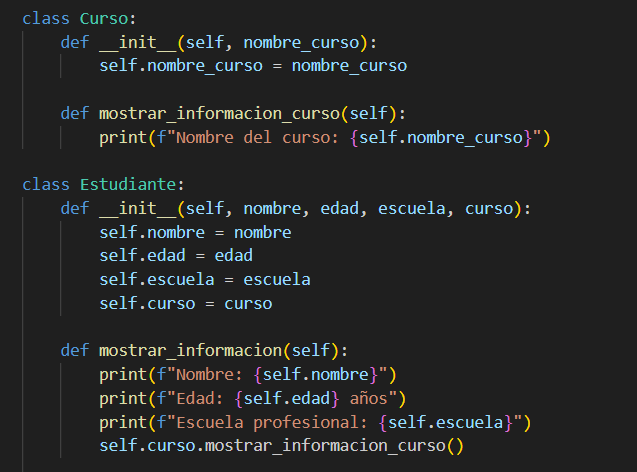 class Curso:
    def __init__(self, nombre_curso):
        self.nombre_curso = nombre_curso

    def mostrar_informacion_curso(self):
        print(f"Nombre del curso: {self.nombre_curso}")

class Estudiante:
    def __init__(self, nombre, edad, escuela, curso):
        self.nombre = nombre
        self.edad = edad
        self.escuela = escuela
        self.curso = curso

    def mostrar_informacion(self):
        print(f"Nombre: {self.nombre}")
        print(f"Edad: {self.edad} años")
        print(f"Escuela profesional: {self.escuela}")
        self.curso.mostrar_informacion_curso()